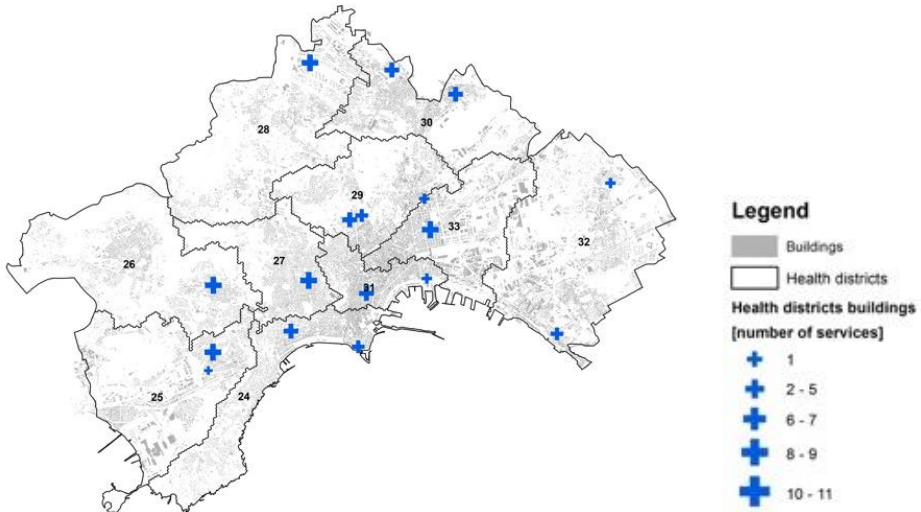 28
30
29
33
32
26
27
31
25
24
Legend
Buildings
Health districts
Health districts buildings
[number of services]
1
2 - 5
6 - 7
8 - 9
10 - 11